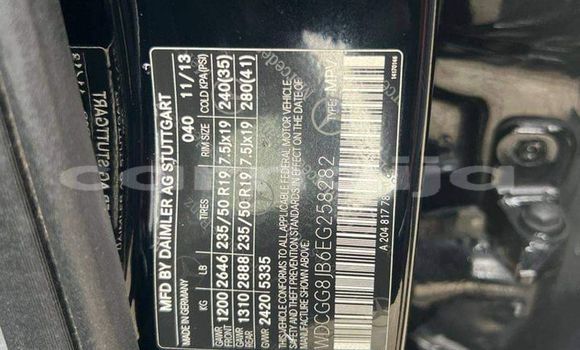 MFD BY DAIMLER AG STUTTGART
MADE IN GERMANY 040 11/13
KG LB TIRES RIM SIZE COLD KPA(PSI)
GAWR FRONT 1200 2646 235/50 R19 7.5Jx19 240(35)
GAWR REAR 1310 2888 235/50 R19 7.5Jx19 280(41)
GVWR 2420 5335
THIS VEHICLE CONFORMS TO ALL APPLICABLE FEDERAL MOTOR VEHICLE
SAFETY AND THEFT PREVENTION STANDARDS IN EFFECT ON THE DATE OF
MANUFACTURE SHOWN ABOVE.
WDCGG8JB6EG258282 TYPE: MPV
A 204 817 78